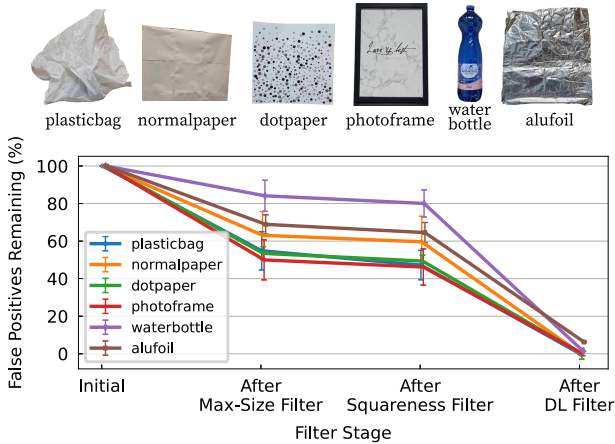 plasticbag normalpaper dotpaper photoframe water bottle alufoil
False Positives Remaining (%)
100
80
60
40
20
0
plasticbag
normalpaper
dotpaper
photoframe
waterbottle
alufoil
Initial
After
Max-Size Filter
After
Squareness Filter
After
DL Filter
Filter Stage